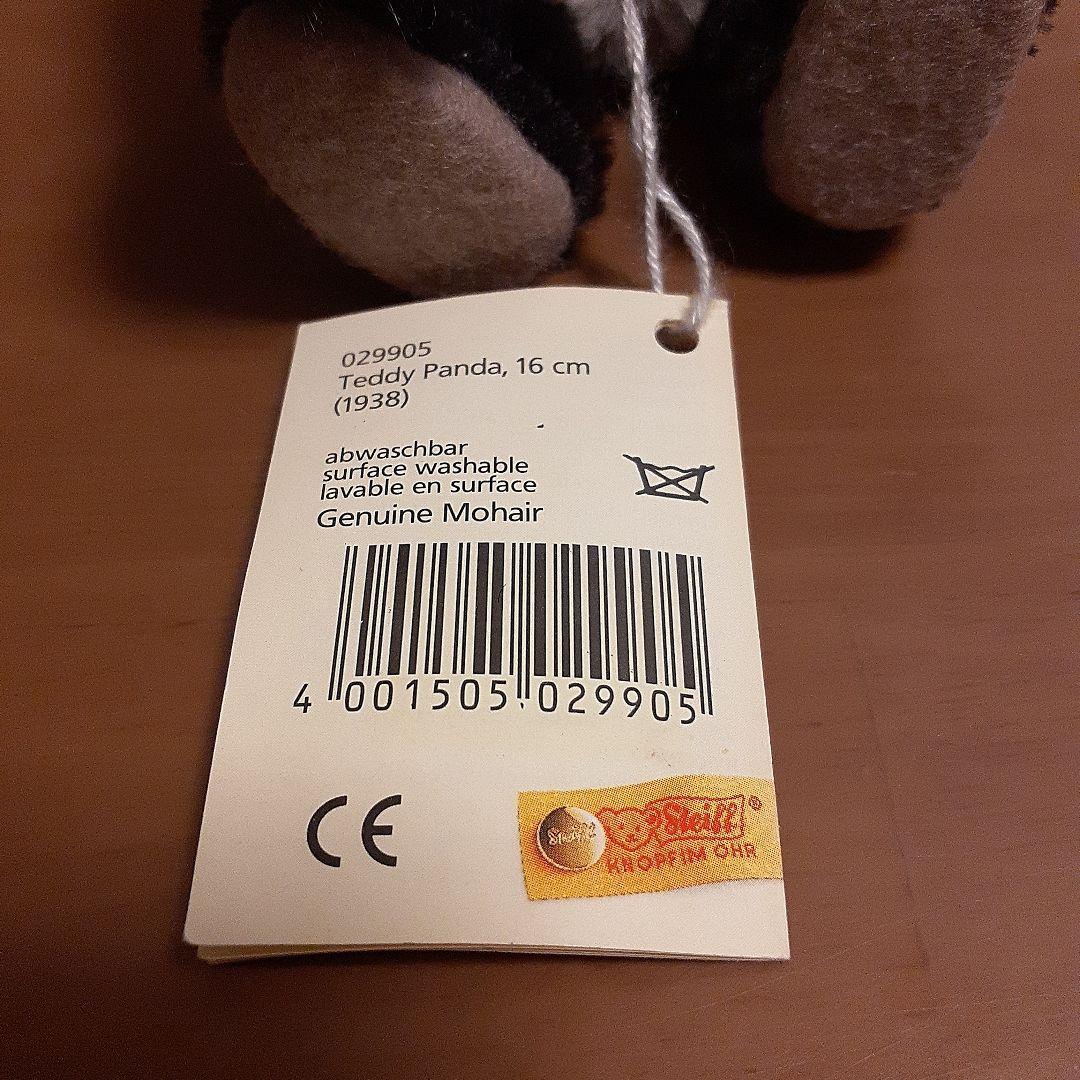 029905
Teddy Panda, 16 cm
(1938)
abwaschbar
surface washable
lavable en surface
Genuine Mohair
4 001505 029905
CE
Steiff
Steiff®
KNOPF IM OHR